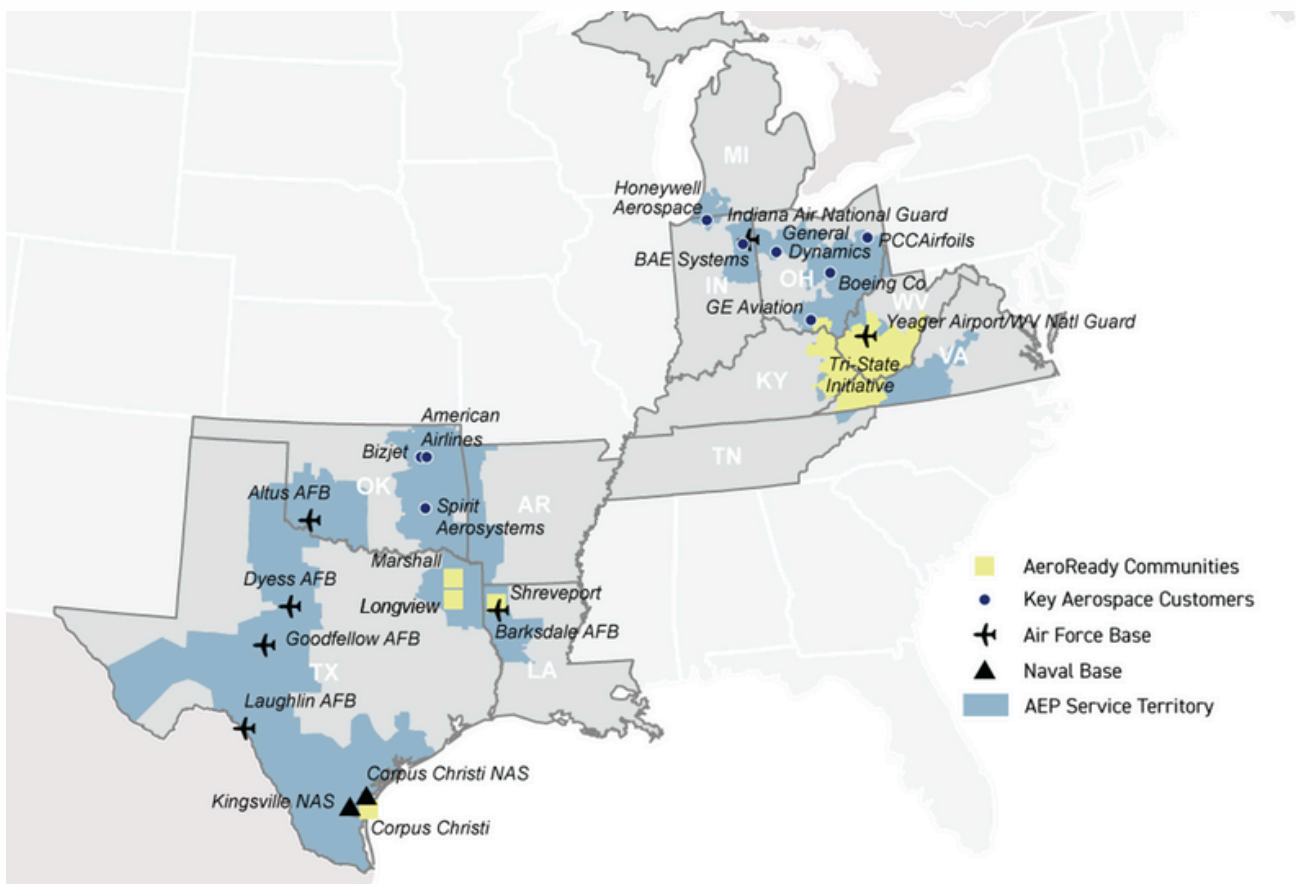 MI
Honeywell
Aerospace
Indiana Air National Guard
General
Dynamics
PCCAirfoils
BAE Systems
IN
OH
Boeing Co
GE Aviation
WV
Yeager Airport/WV Natl Guard
VA
Tri-State
Initiative
KY
TN
American
Airlines
Bizjet
OK
Altus AFB
Spirit
Aerosystems
AR
Marshall
Dyess AFB
Longview
Shreveport
Barksdale AFB
Goodfellow AFB
TX
LA
Laughlin AFB
Corpus Christi NAS
Kingsville NAS
Corpus Christi
AeroReady Communities
Key Aerospace Customers
Air Force Base
Naval Base
AEP Service Territory